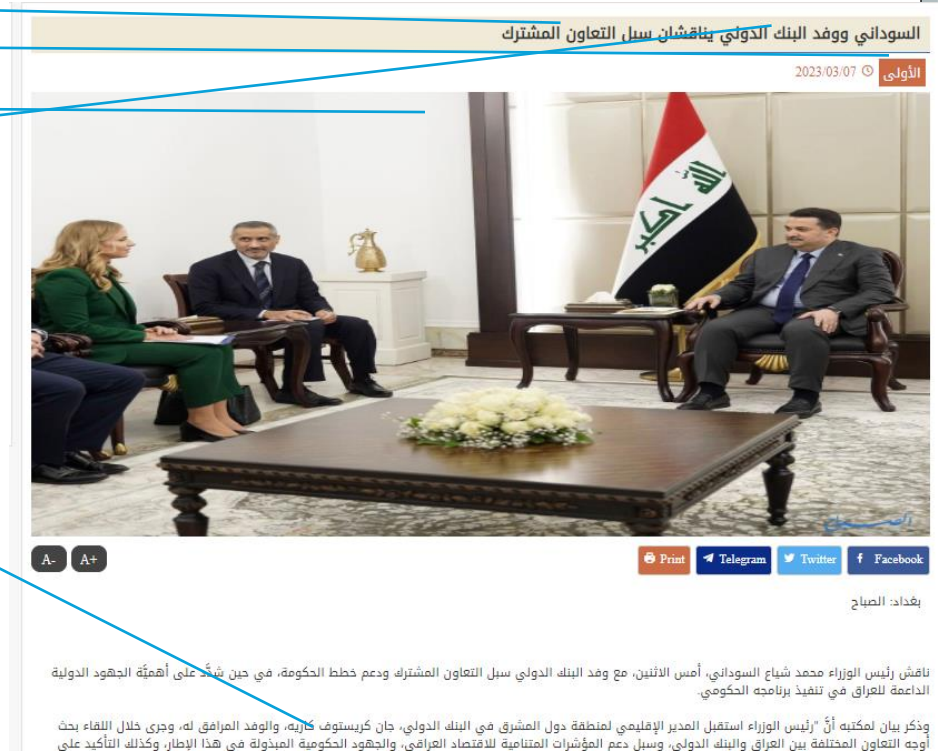 السوداني ووفد البنك الدولي يناقشان سبل التعاون المشترك
الأولى 2023/03/07
الله اكبر
الصباح
A- A+
Print Telegram Twitter Facebook
بغداد: الصباح
ناقش رئيس الوزراء محمد شياع السوداني، أمس الاثنين، مع وفد البنك الدولي سبل التعاون المشترك ودعم خطط الحكومة، في حين شدَّد على أهميَّة الجهود الدولية
الداعمة للعراق في تنفيذ برنامجه الحكومي.
وذكر بيان لمكتبه أنَّ "رئيس الوزراء استقبل المدير الإقليمي لمنطقة دول المشرق في البنك الدولي، جان كريستوف كاريه، والوفد المرافق له، وجرى خلال اللقاء بحث
أوجه التعاون المختلفة بين العراق والبنك الدولي، وسبل دعم المؤشرات المتنامية للاقتصاد العراقي، والجهود الحكومية المبذولة في هذا الإطار، وكذلك التأكيد على